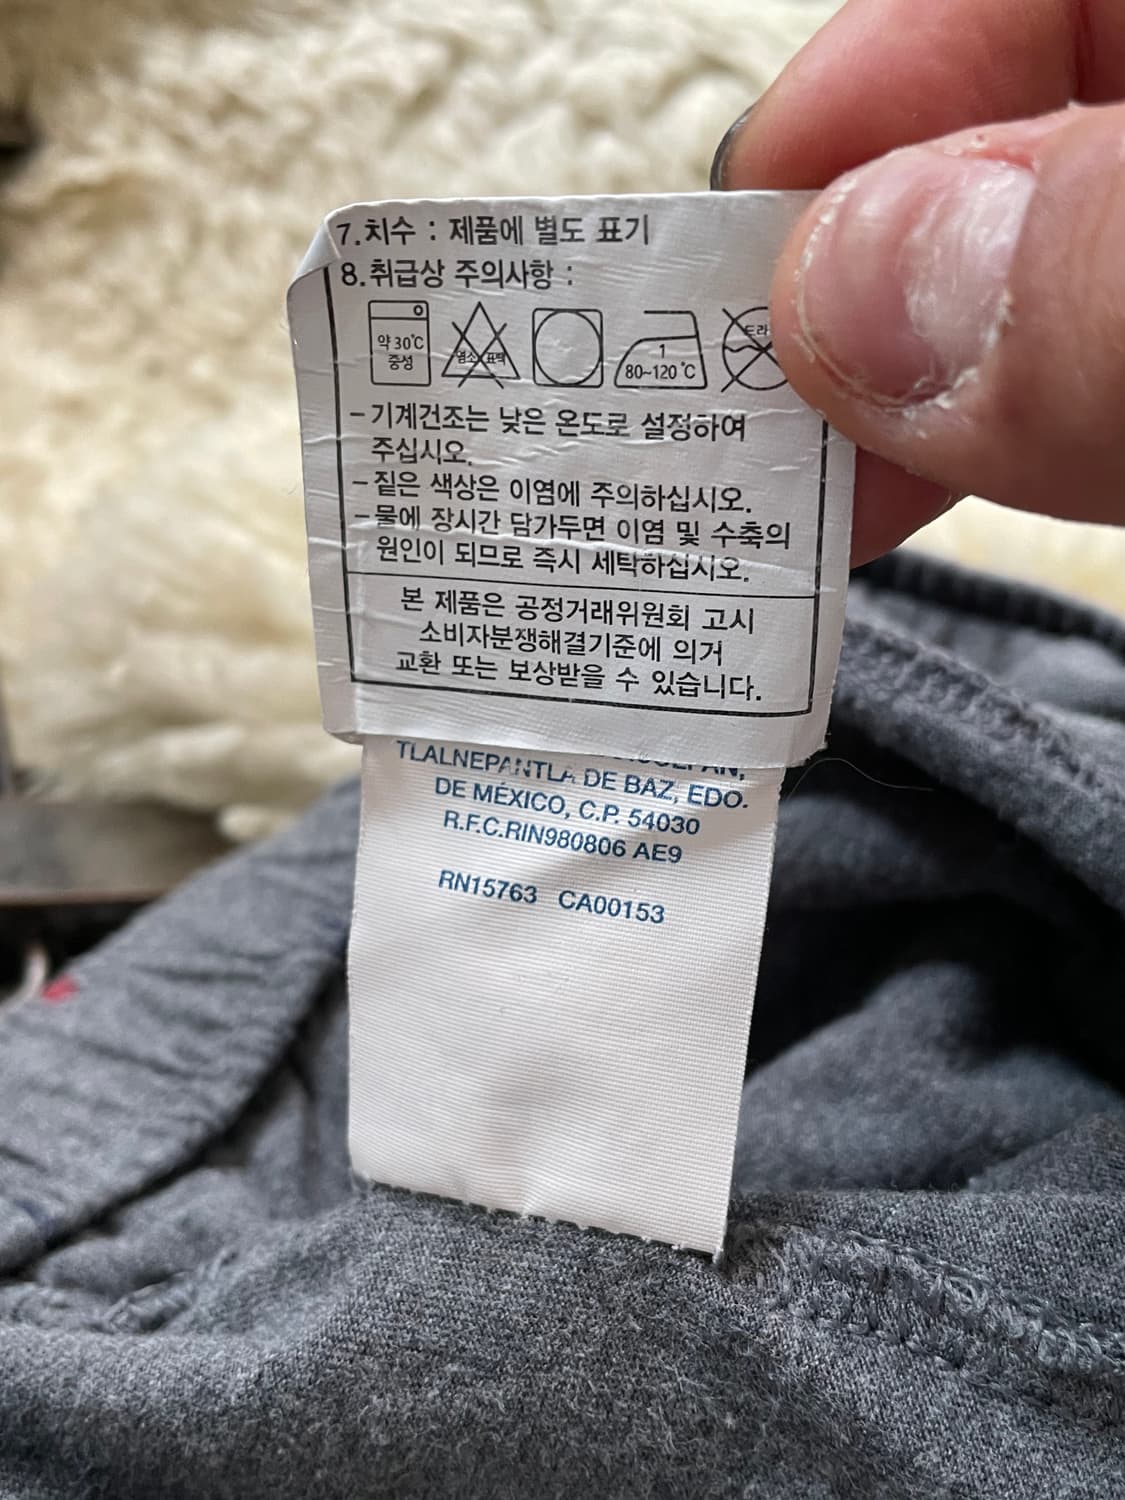 7.치수 : 제품에 별도 표기
8.취급상 주의사항 :
약 30℃
중성
염소 표백
1
80~120℃
드라
-기계건조는 낮은 온도로 설정하여
주십시오.
-짙은 색상은 이염에 주의하십시오.
-물에 장시간 담가두면 이염 및 수축의
원인이 되므로 즉시 세탁하십시오.
본 제품은 공정거래위원회 고시
소비자분쟁해결기준에 의거
교환 또는 보상받을 수 있습니다.
TLALNEPANTLA DE BAZ, EDO.
DE MÉXICO, C.P. 54030
R.F.C.RIN980806 AE9
RN15763 CA00153